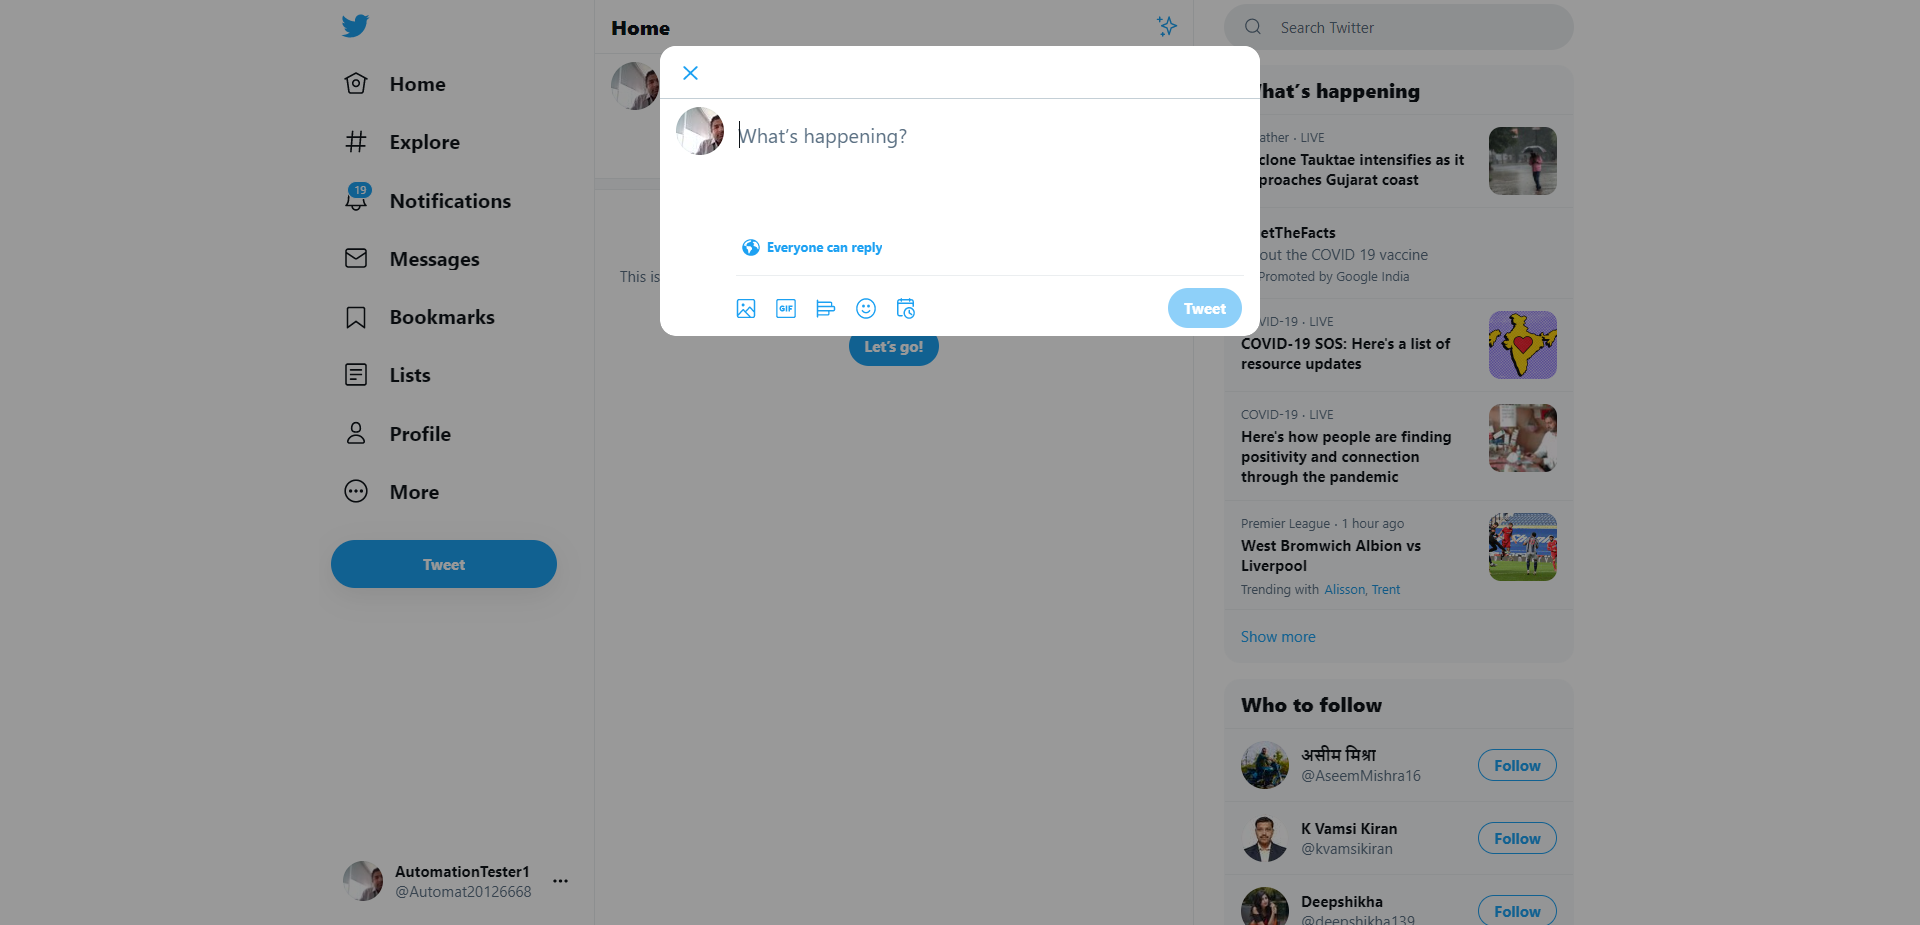 Home
Explore
19
Notifications
Messages
Bookmarks
Lists
Profile
More
Tweet
AutomationTester1
@Automat20126668
Home
What's happening?
Everyone can reply
GIF
Tweet
This is
Let's go!
Search Twitter
hat's happening
ather · LIVE
clone Tauktae intensifies as it
proaches Gujarat coast
etTheFacts
out the COVID 19 vaccine
Promoted by Google India
VID-19 · LIVE
COVID-19 SOS: Here's a list of
resource updates
COVID-19 · LIVE
Here's how people are finding
positivity and connection
through the pandemic
Premier League · 1 hour ago
West Bromwich Albion vs
Liverpool
Trending with Alisson, Trent
Show more
Who to follow
असीम मिश्रा
@AseemMishra16
Follow
K Vamsi Kiran
@kvamsikiran
Follow
Deepshikha
@deepshikha139
Follow